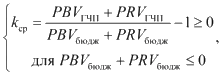 k_ср = (PBV_ГЧП + PRV_ГЧП) / (PBV_бюдж + PRV_бюдж) − 1 ≥ 0 ,
для PBV_бюдж + PRV_бюдж ≤ 0